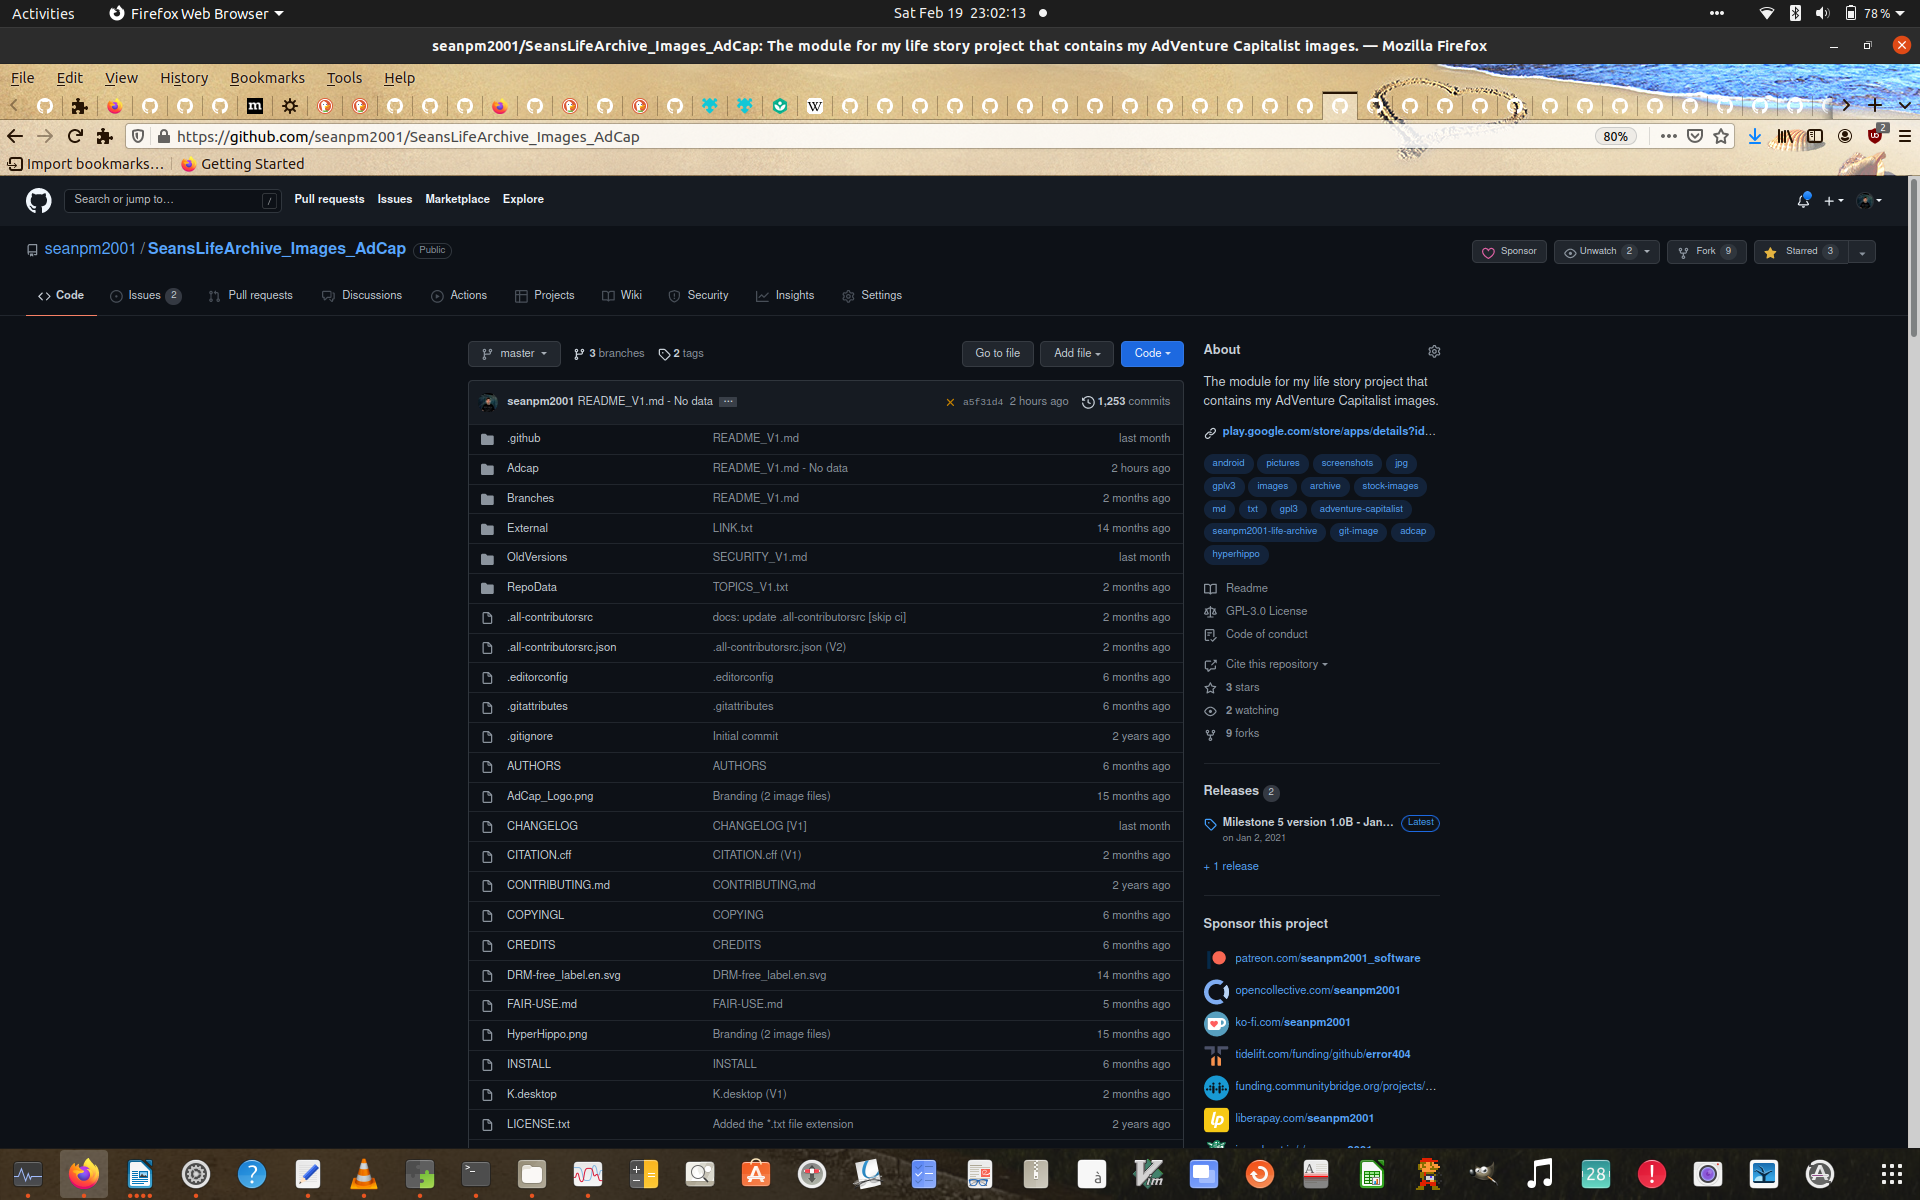 Activities Firefox Web Browser Sat Feb 19 23:02:13 78 %
seanpm2001/SeansLifeArchive_Images_AdCap: The module for my life story project that contains my AdVenture Capitalist images. — Mozilla Firefox
File Edit View History Bookmarks Tools Help
https://github.com/seanpm2001/SeansLifeArchive_Images_AdCap 80% 2
Import bookmarks… Getting Started
Search or jump to… / Pull requests Issues Marketplace Explore
seanpm2001 / SeansLifeArchive_Images_AdCap Public Sponsor Unwatch 2 Fork 9 Starred 3
Code Issues 2 Pull requests Discussions Actions Projects Wiki Security Insights Settings
master 3 branches 2 tags Go to file Add file Code
seanpm2001 README_V1.md - No data ... a5f31d4 2 hours ago 1,253 commits
.github README_V1.md last month
Adcap README_V1.md - No data 2 hours ago
Branches README_V1.md 2 months ago
External LINK.txt 14 months ago
OldVersions SECURITY_V1.md last month
RepoData TOPICS_V1.txt 2 months ago
.all-contributorsrc docs: update .all-contributorsrc [skip ci] 2 months ago
.all-contributorsrc.json .all-contributorsrc.json (V2) 2 months ago
.editorconfig .editorconfig 6 months ago
.gitattributes .gitattributes 6 months ago
.gitignore Initial commit 2 years ago
AUTHORS AUTHORS 6 months ago
AdCap_Logo.png Branding (2 image files) 15 months ago
CHANGELOG CHANGELOG [V1] last month
CITATION.cff CITATION.cff (V1) 2 months ago
CONTRIBUTING.md CONTRIBUTING,md 2 years ago
COPYINGL COPYING 6 months ago
CREDITS CREDITS 6 months ago
DRM-free_label.en.svg DRM-free_label.en.svg 14 months ago
FAIR-USE.md FAIR-USE.md 5 months ago
HyperHippo.png Branding (2 image files) 15 months ago
INSTALL INSTALL 6 months ago
K.desktop K.desktop (V1) 2 months ago
LICENSE.txt Added the *.txt file extension 2 years ago
About
The module for my life story project that
contains my AdVenture Capitalist images.
play.google.com/store/apps/details?id…
android pictures screenshots jpg
gplv3 images archive stock-images
md txt gpl3 adventure-capitalist
seanpm2001-life-archive git-image adcap
hyperhippo
Readme
GPL-3.0 License
Code of conduct
Cite this repository
3 stars
2 watching
9 forks
Releases 2
Milestone 5 version 1.0B - Jan... Latest
on Jan 2, 2021
+ 1 release
Sponsor this project
patreon.com/seanpm2001_software
opencollective.com/seanpm2001
ko-fi.com/seanpm2001
tidelift.com/funding/github/error404
funding.communitybridge.org/projects/…
liberapay.com/seanpm2001
28